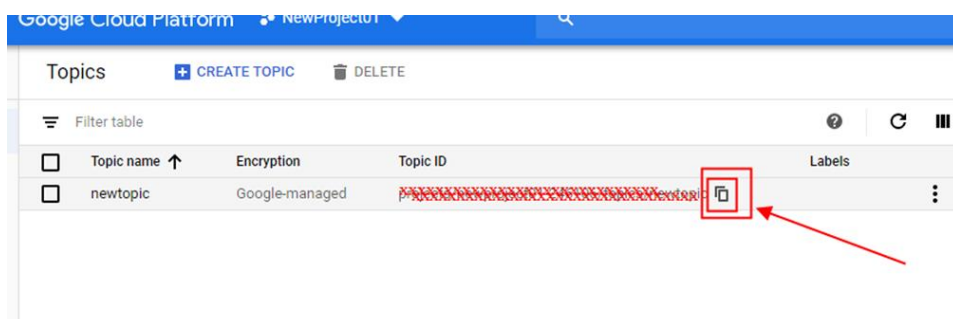 Google Cloud Platform NewProject01
Topics CREATE TOPIC DELETE
Filter table
Topic name Encryption Topic ID Labels
newtopic Google-managed